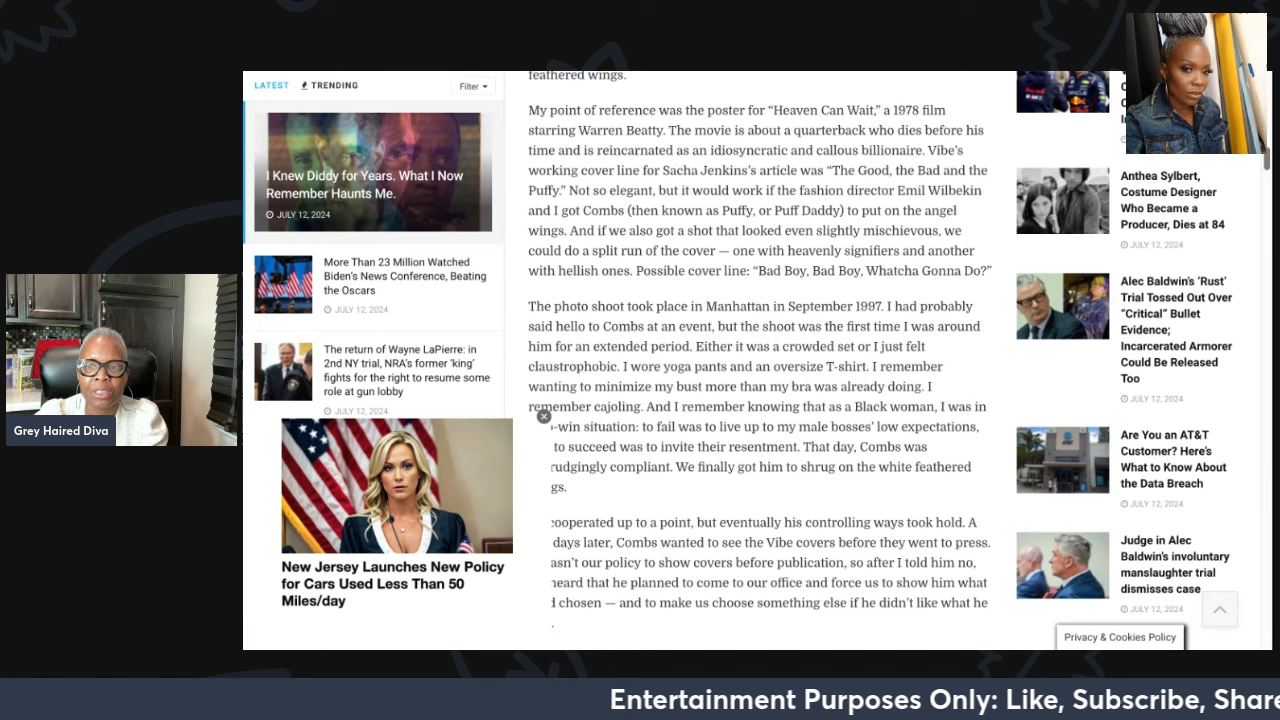 LATEST
TRENDING
Filter
I Knew Diddy for Years. What I Now
Remember Haunts Me.
JULY 12, 2024
More Than 23 Million Watched
Biden's News Conference, Beating
the Oscars
JULY 12, 2024
The return of Wayne LaPierre: in
2nd NY trial, NRA's former 'king'
fights for the right to resume some
role at gun lobby
JULY 12, 2024
New Jersey Launches New Policy
for Cars Used Less Than 50
Miles/day
Grey Haired Diva
feathered wings.
My point of reference was the poster for “Heaven Can Wait,” a 1978 film
starring Warren Beatty. The movie is about a quarterback who dies before his
time and is reincarnated as an idiosyncratic and callous billionaire. Vibe’s
working cover line for Sacha Jenkins’s article was “The Good, the Bad and the
Puffy.” Not so elegant, but it would work if the fashion director Emil Wilbekin
and I got Combs (then known as Puffy, or Puff Daddy) to put on the angel
wings. And if we also got a shot that looked even slightly mischievous, we
could do a split run of the cover — one with heavenly signifiers and another
with hellish ones. Possible cover line: “Bad Boy, Bad Boy, Whatcha Gonna Do?”
The photo shoot took place in Manhattan in September 1997. I had probably
said hello to Combs at an event, but the shoot was the first time I was around
him for an extended period. Either it was a crowded set or I just felt
claustrophobic. I wore yoga pants and an oversize T-shirt. I remember
wanting to minimize my bust more than my bra was already doing. I
remember cajoling. And I remember knowing that as a Black woman, I was in
-win situation: to fail was to live up to my male bosses’ low expectations,
to succeed was to invite their resentment. That day, Combs was
rudgingly compliant. We finally got him to shrug on the white feathered
gs.
cooperated up to a point, but eventually his controlling ways took hold. A
days later, Combs wanted to see the Vibe covers before they went to press.
asn’t our policy to show covers before publication, so after I told him no,
heard that he planned to come to our office and force us to show him what
chosen — and to make us choose something else if he didn’t like what he
.
Anthea Sylbert,
Costume Designer
Who Became a
Producer, Dies at 84
JULY 12, 2024
Alec Baldwin's 'Rust'
Trial Tossed Out Over
“Critical” Bullet
Evidence;
Incarcerated Armorer
Could Be Released
Too
JULY 12, 2024
Are You an AT&T
Customer? Here's
What to Know About
the Data Breach
JULY 12, 2024
Judge in Alec
Baldwin's involuntary
manslaughter trial
dismisses case
JULY 12, 2024
Privacy & Cookies Policy
Entertainment Purposes Only: Like, Subscribe, Share